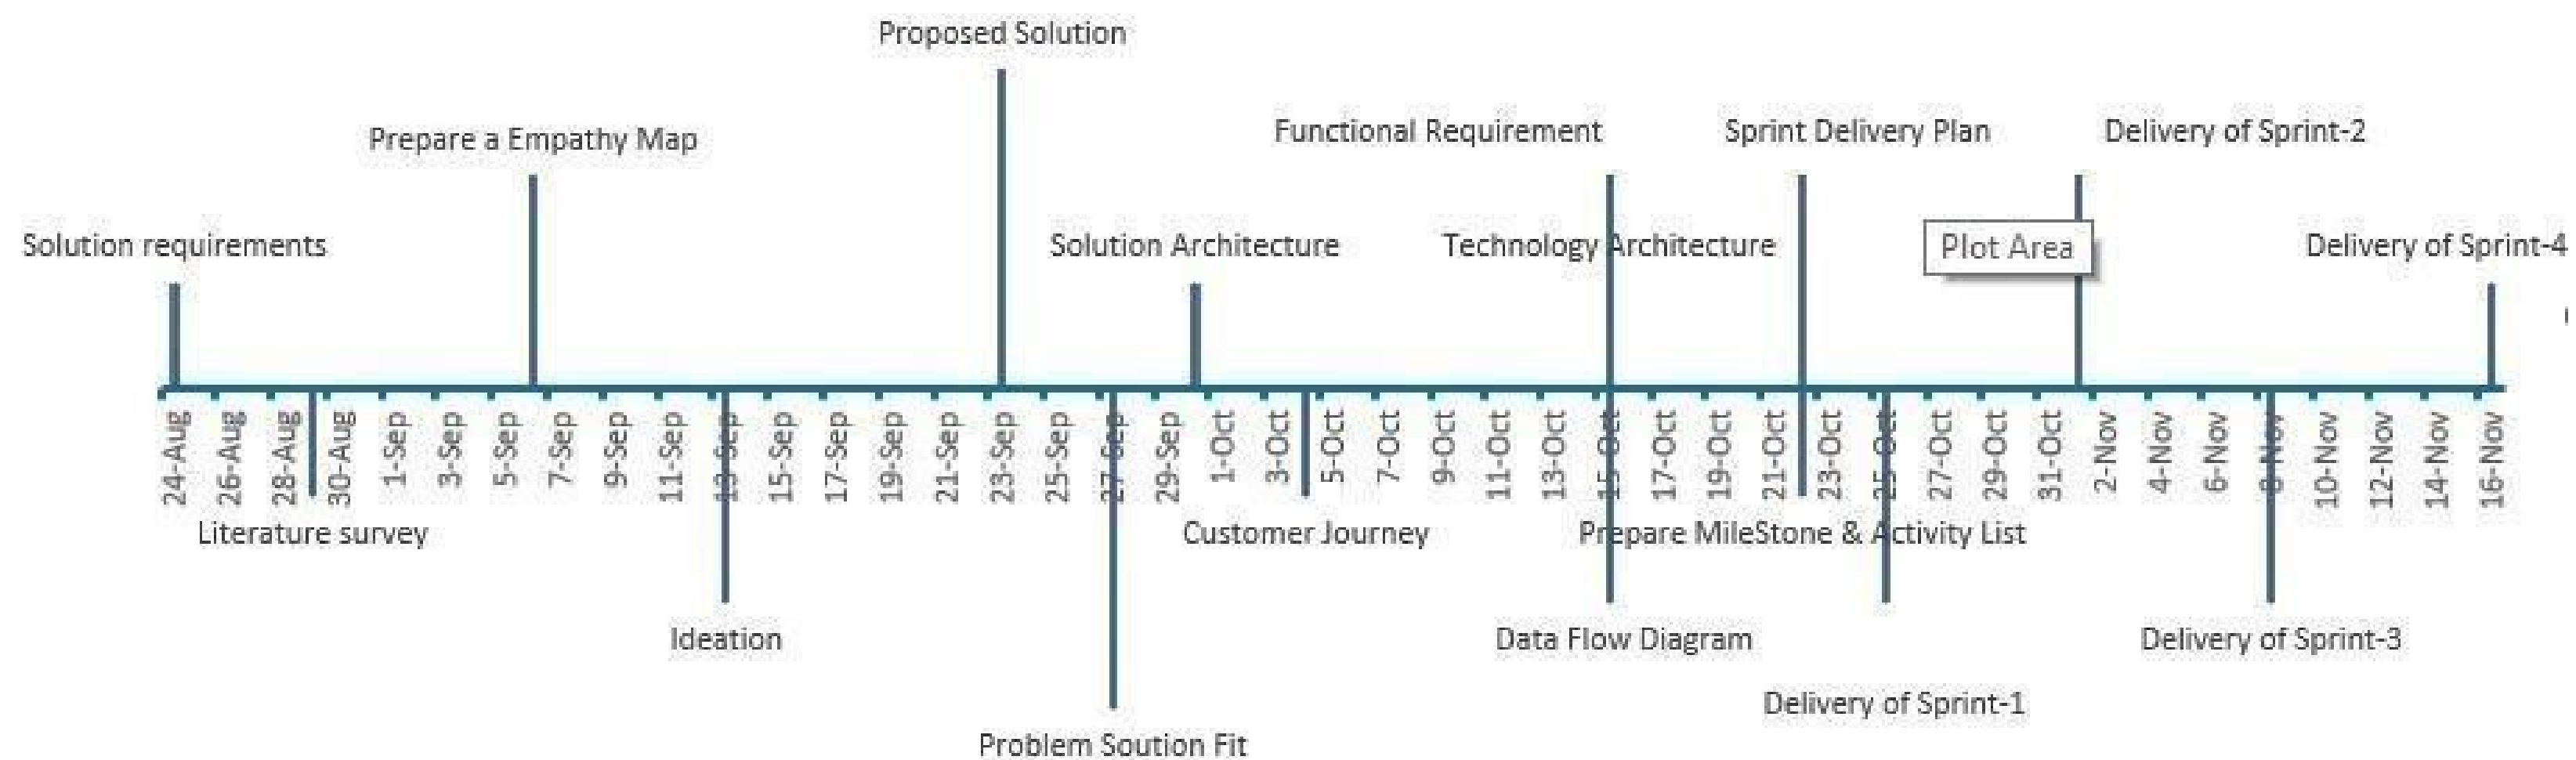 Proposed Solution
Prepare a Empathy Map
Functional Requirement
Sprint Delivery Plan
Delivery of Sprint-2
Solution requirements
Solution Architecture
Technology Architecture
Plot Area
Delivery of Sprint-4
24-Aug
26-Aug
28-Aug
30-Aug
1-Sep
3-Sep
5-Sep
7-Sep
9-Sep
11-Sep
13-Sep
15-Sep
17-Sep
19-Sep
21-Sep
23-Sep
25-Sep
27-Sep
29-Sep
1-Oct
3-Oct
5-Oct
7-Oct
9-Oct
11-Oct
13-Oct
15-Oct
17-Oct
19-Oct
21-Oct
23-Oct
25-Oct
27-Oct
29-Oct
31-Oct
2-Nov
4-Nov
6-Nov
8-Nov
10-Nov
12-Nov
14-Nov
16-Nov
Literature survey
Customer Journey
Prepare MileStone & Activity List
Ideation
Data Flow Diagram
Delivery of Sprint-3
Delivery of Sprint-1
Problem Soution Fit